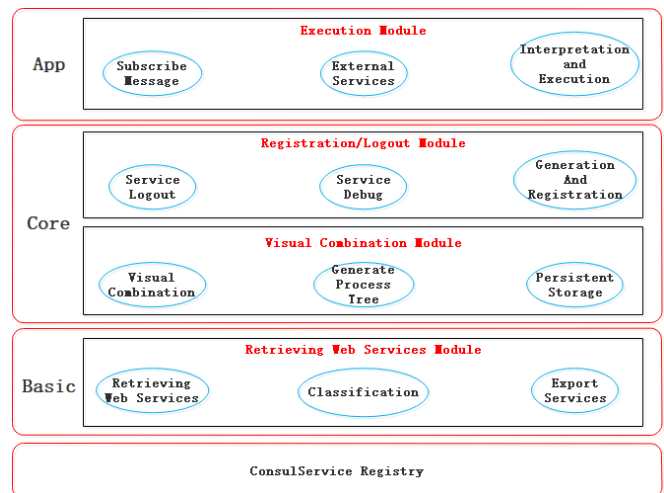 App
Execution Module
Subscribe
Message
External
Services
Interpretation
and
Execution
Core
Registration/Logout Module
Service
Logout
Service
Debug
Generation
And
Registration
Visual Combination Module
Visual
Combination
Generate
Process
Tree
Persistent
Storage
Basic
Retrieving Web Services Module
Retrieving
Web Services
Classification
Export
Services
ConsulService Registry